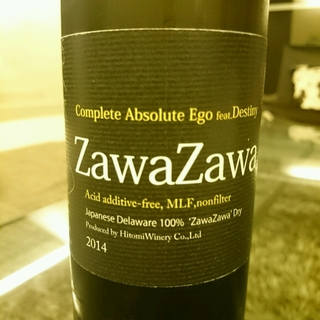 Complete Absolute Ego feat.Destiny
ZawaZawa
Acid additive-free, MLF,nonfilter
Japanese Delaware 100% 'ZawaZawa' Dry
Produced by HitomiWinery Co.,Ltd
2014